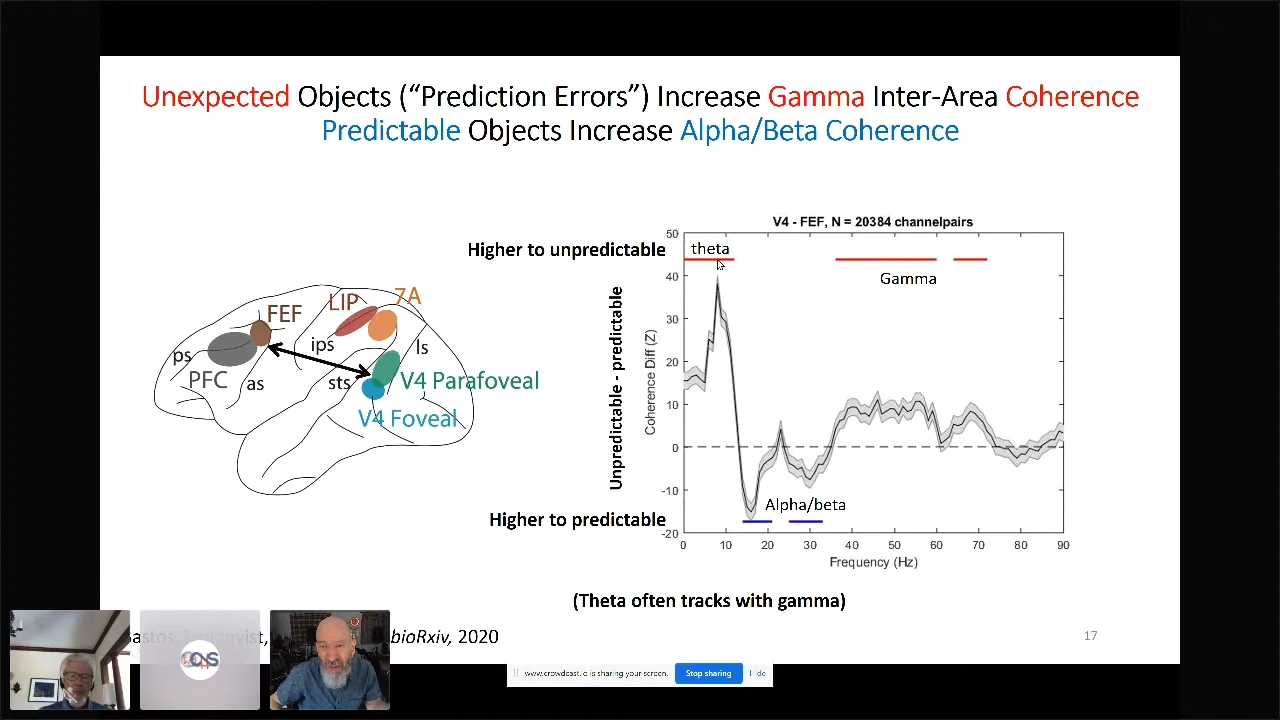 Unexpected Objects (“Prediction Errors”) Increase Gamma Inter-Area Coherence
Predictable Objects Increase Alpha/Beta Coherence
V4 - FEF, N = 20384 channelpairs
Higher to unpredictable
theta
Gamma
50
40
30
20
10
0
-10
-20
Unpredictable - predictable
Coherence Diff (Z)
Alpha/beta
Higher to predictable
0 10 20 30 40 50 60 70 80 90
Frequency (Hz)
FEF
LIP
7A
ps
PFC
as
ips
sts
ls
V4 Parafoveal
V4 Foveal
(Theta often tracks with gamma)
bioRxiv, 2020
17
CNS
www.crowdcast.io is sharing your screen.
Stop sharing
Hide